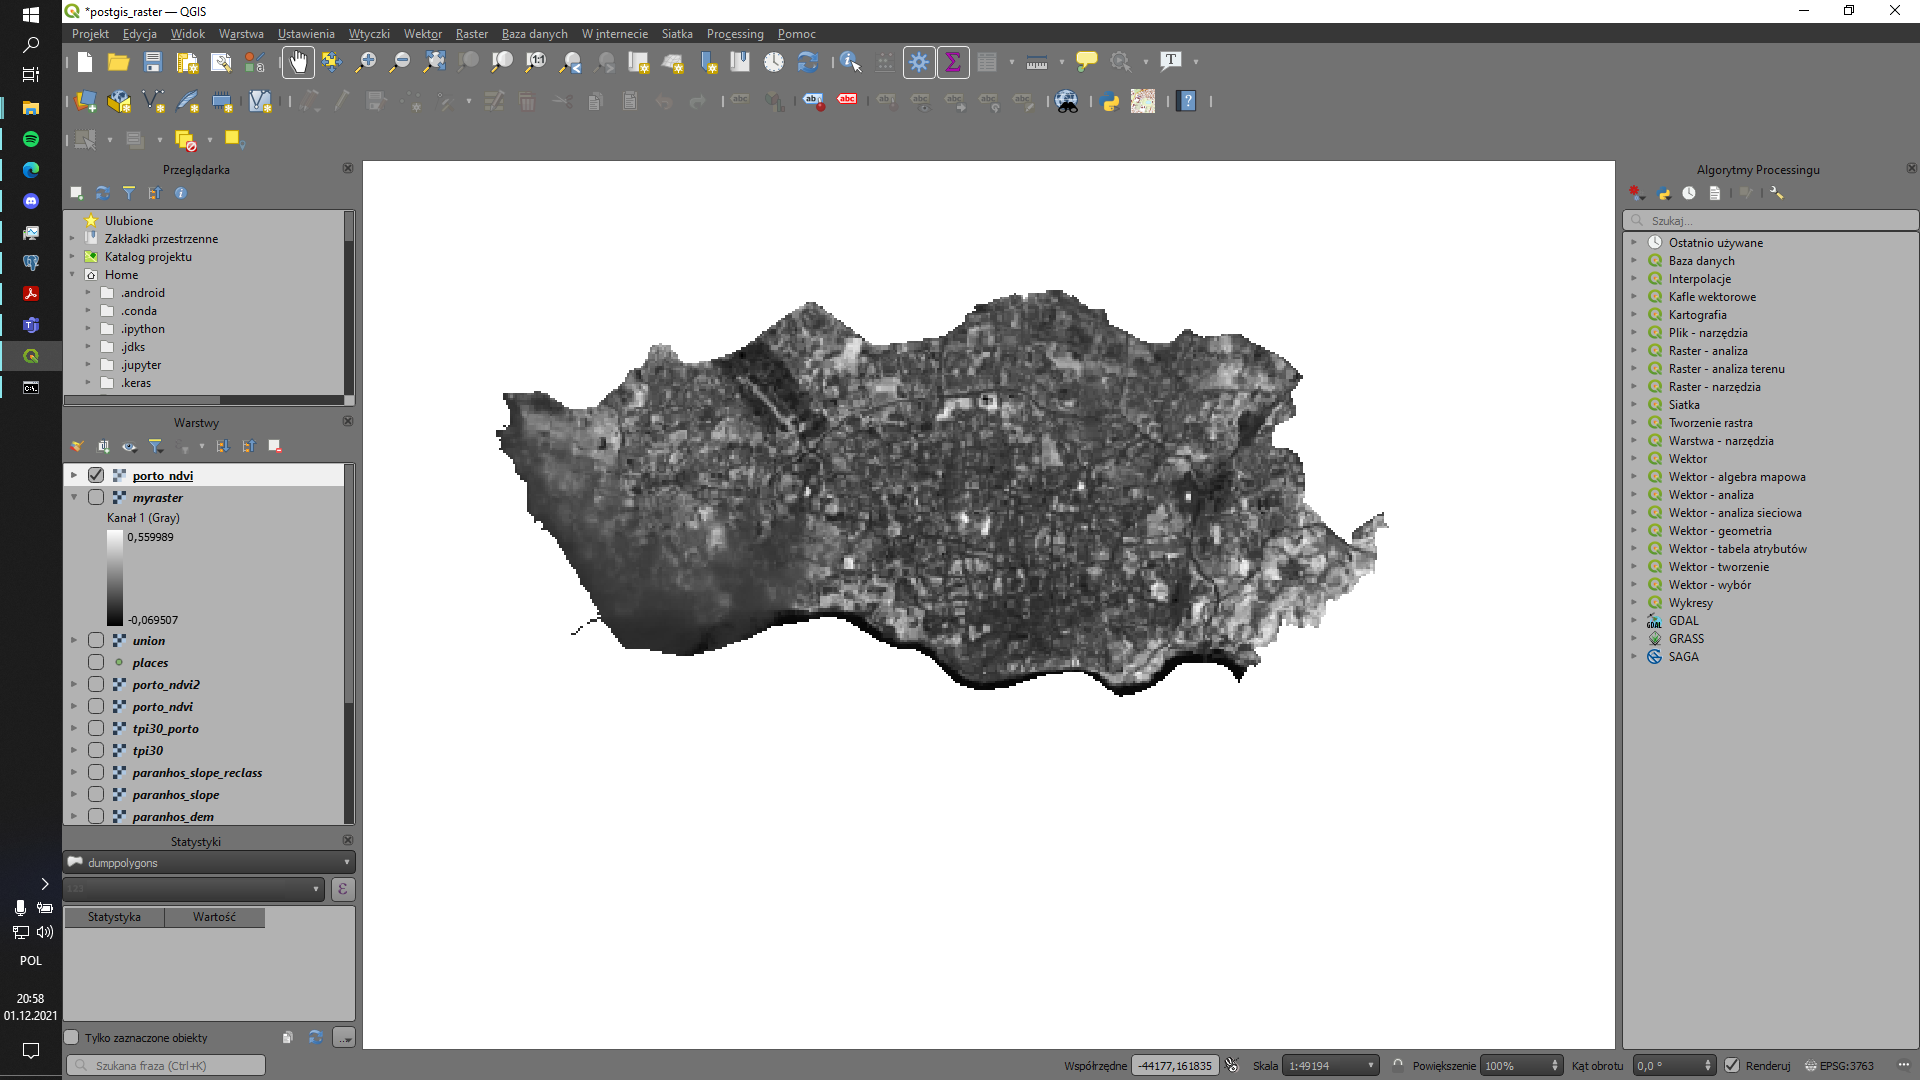 *postgis_raster — QGIS
Projekt Edycja Widok Warstwa Ustawienia Wtyczki Wektor Raster Baza danych W internecie Siatka Processing Pomoc
Przeglądarka
Ulubione
Zakładki przestrzenne
Katalog projektu
Home
.android
.conda
.ipython
.jdks
.jupyter
.keras
Warstwy
porto_ndvi
myraster
Kanał 1 (Gray)
0,559989
-0,069507
union
places
porto_ndvi2
porto_ndvi
tpi30_porto
tpi30
paranhos_slope_reclass
paranhos_slope
paranhos_dem
Statystyki
dumppolygons
123
Statystyka Wartość
Tylko zaznaczone obiekty
Szukana fraza (Ctrl+K)
Algorytmy Processingu
Szukaj...
Ostatnio używane
Baza danych
Interpolacje
Kafle wektorowe
Kartografia
Plik - narzędzia
Raster - analiza
Raster - analiza terenu
Raster - narzędzia
Siatka
Tworzenie rastra
Warstwa - narzędzia
Wektor
Wektor - algebra mapowa
Wektor - analiza
Wektor - analiza sieciowa
Wektor - geometria
Wektor - tabela atrybutów
Wektor - tworzenie
Wektor - wybór
Wykresy
GDAL
GRASS
SAGA
Współrzędne -44177,161835 Skala 1:49194 Powiększenie 100% Kąt obrotu 0,0 ° Renderuj EPSG:3763
POL
20:58
01.12.2021